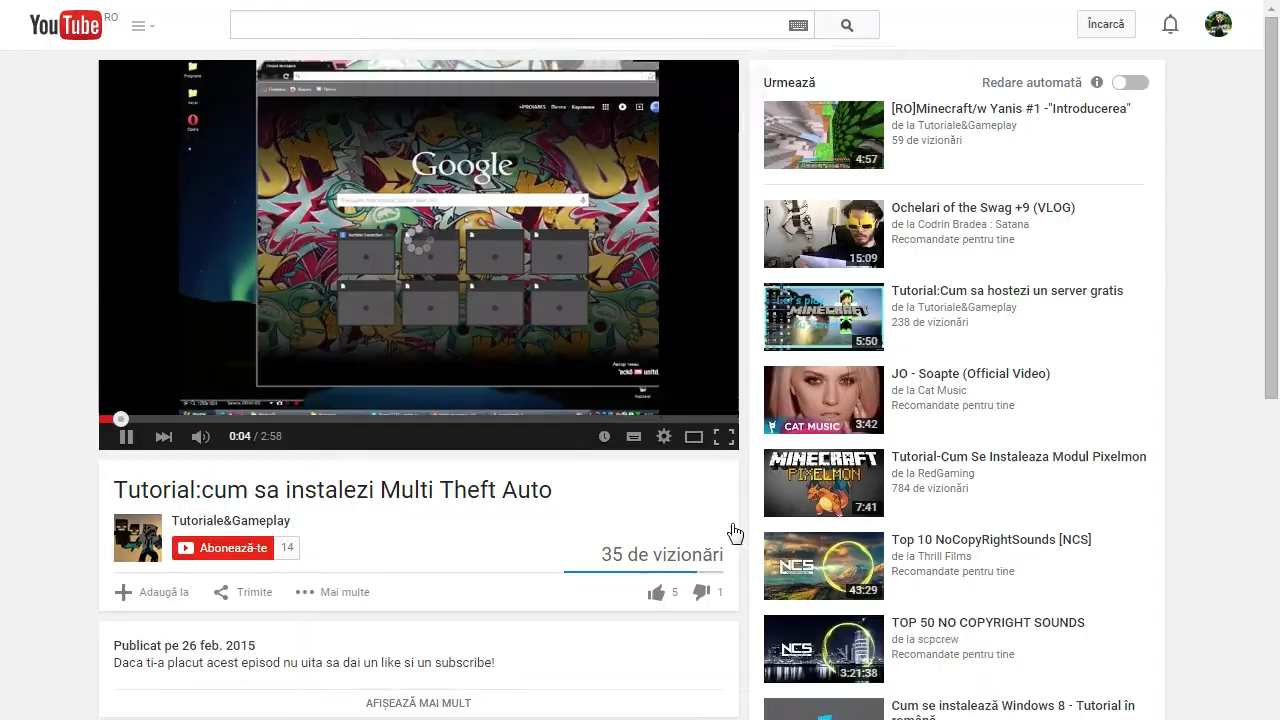 YouTube RO
Încarcă
Google
0:04 / 2:58
Tutorial:cum sa instalezi Multi Theft Auto
Tutoriale&Gameplay
Abonează-te 14
35 de vizionări
Adaugă la Trimite Mai multe 5 1
Publicat pe 26 feb. 2015
Daca ti-a placut acest episod nu uita sa dai un like si un subscribe!
AFIȘEAZĂ MAI MULT
Urmează Redare automată
[RO]Minecraft/w Yanis #1 -"Introducerea"
de la Tutoriale&Gameplay
59 de vizionări
4:57
Ochelari of the Swag +9 (VLOG)
de la Codrin Bradea : Satana
Recomandate pentru tine
15:09
Tutorial:Cum sa hostezi un server gratis
de la Tutoriale&Gameplay
238 de vizionări
Let's play
MINECRAFT
5:50
JO - Soapte (Official Video)
de la Cat Music
Recomandate pentru tine
CAT MUSIC
3:42
Tutorial-Cum Se Instaleaza Modul Pixelmon
de la RedGaming
784 de vizionări
MINECRAFT
PIXELMON
7:41
Top 10 NoCopyRightSounds [NCS]
de la Thrill Films
Recomandate pentru tine
NCS
43:29
TOP 50 NO COPYRIGHT SOUNDS
de la scpcrew
Recomandate pentru tine
NCS
3:21:38
Cum se instalează Windows 8 - Tutorial în
română